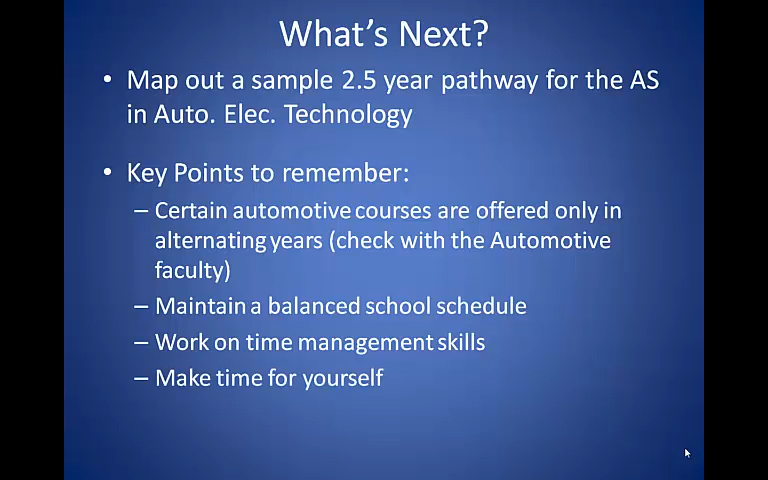 What's Next?
• Map out a sample 2.5 year pathway for the AS
in Auto. Elec. Technology
• Key Points to remember:
– Certain automotive courses are offered only in
alternating years (check with the Automotive
faculty)
– Maintain a balanced school schedule
– Work on time management skills
– Make time for yourself